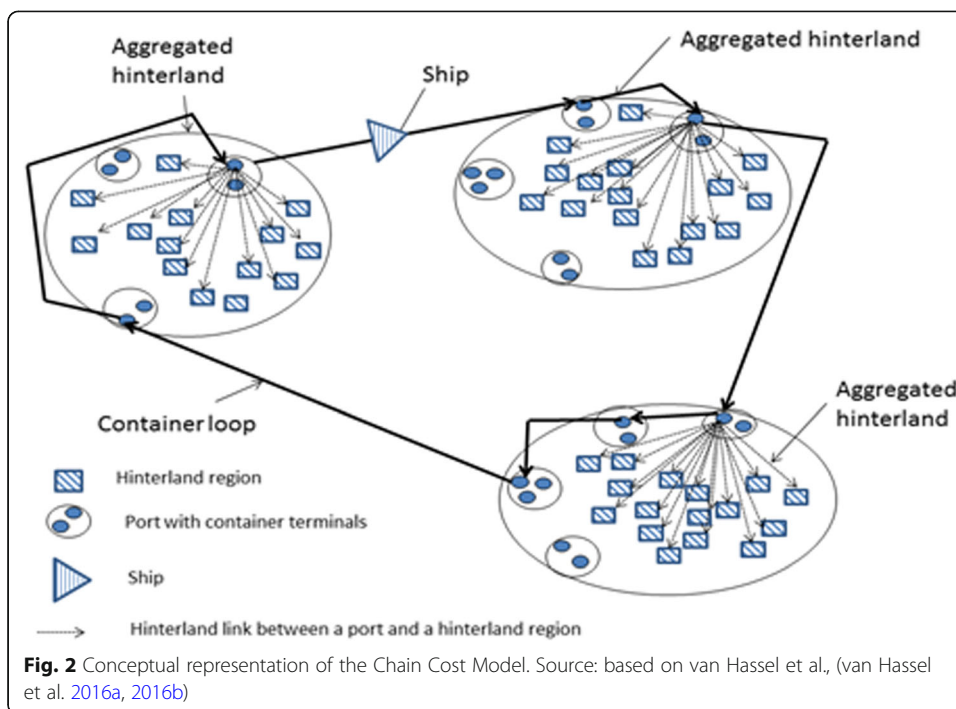 Aggregated
hinterland
Ship
Aggregated hinterland
Aggregated
hinterland
Container loop
Hinterland region
Port with container terminals
Ship
Hinterland link between a port and a hinterland region
Fig. 2 Conceptual representation of the Chain Cost Model. Source: based on van Hassel et al., (van Hassel
et al. 2016a, 2016b)